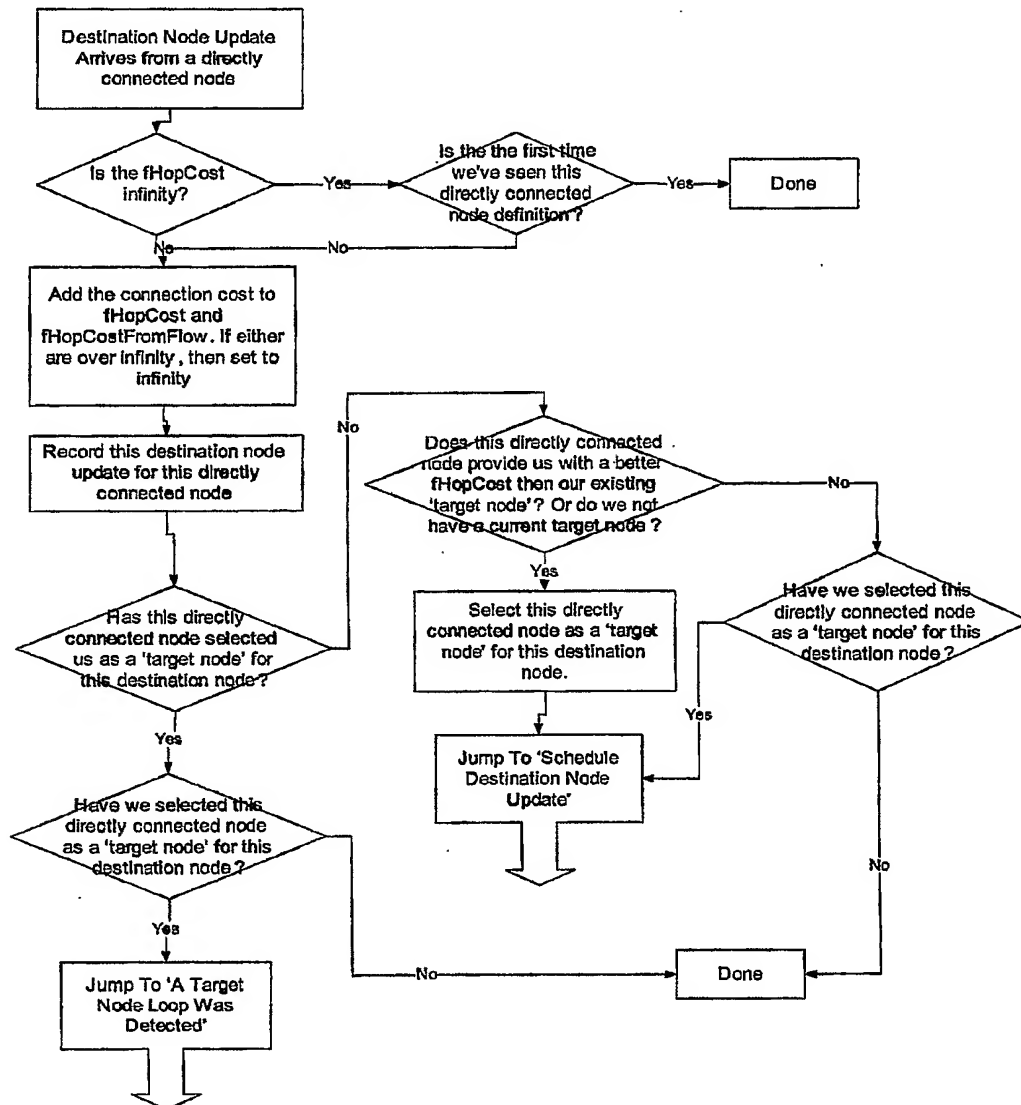 Destination Node Update
Arrives from a directly
connected node
Is the fHopCost
infinity?
Yes
Is the the first time
we've seen this
directly connected
node definition ?
Yes
Done
No
No
Add the connection cost to
fHopCost and
fHopCostFromFlow. If either
are over infinity , then set to
infinity
Record this destination node
update for this directly
connected node
No
Does this directly connected
node provide us with a better
fHopCost then our existing
'target node'? Or do we not
have a current target node ?
No
Yes
Has this directly
connected node selected
us as a 'target node' for
this destination node?
Select this directly
connected node as a 'target
node' for this destination
node.
Have we selected this
directly connected node
as a 'target node' for this
destination node ?
Yes
Yes
Jump To 'Schedule
Destination Node
Update'
Have we selected this
directly connected node
as a 'target node' for this
destination node ?
No
Yes
No
Done
Jump To 'A Target
Node Loop Was
Detected'